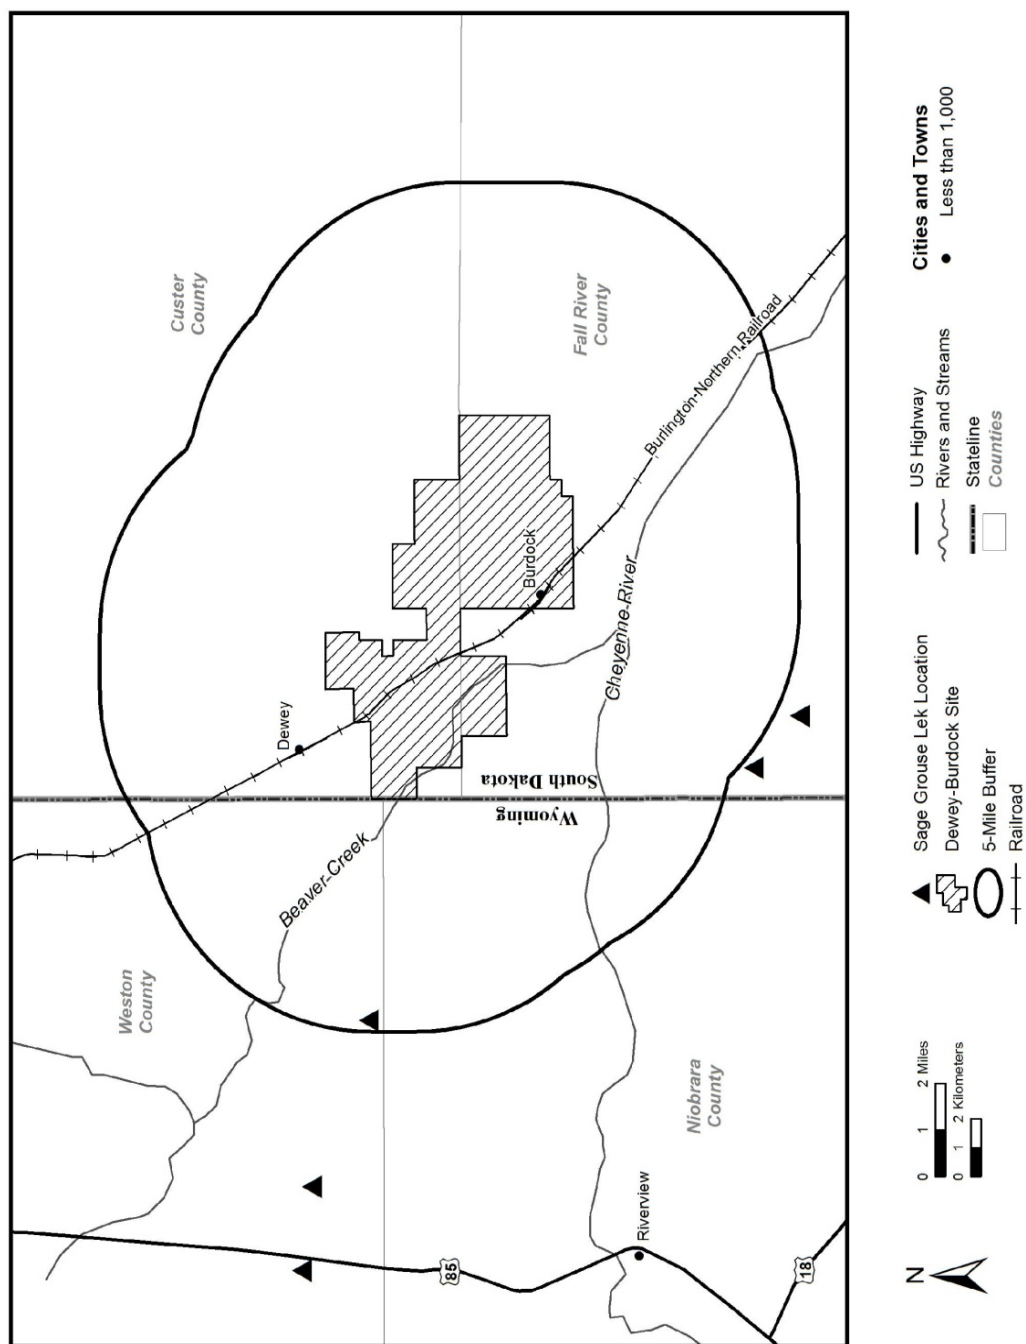 Custer
County
Fall River
County
Burlington-Northern Railroad
Burdock
Cheyenne-River
Dewey
South Dakota
Wyoming
Beaver-Creek
Weston
County
Niobrara
County
Riverview
85
18
N
0 1 2 Miles
0 1 2 Kilometers
Sage Grouse Lek Location
Dewey-Burdock Site
5-Mile Buffer
Railroad
US Highway
Rivers and Streams
Stateline
Counties
Cities and Towns
Less than 1,000